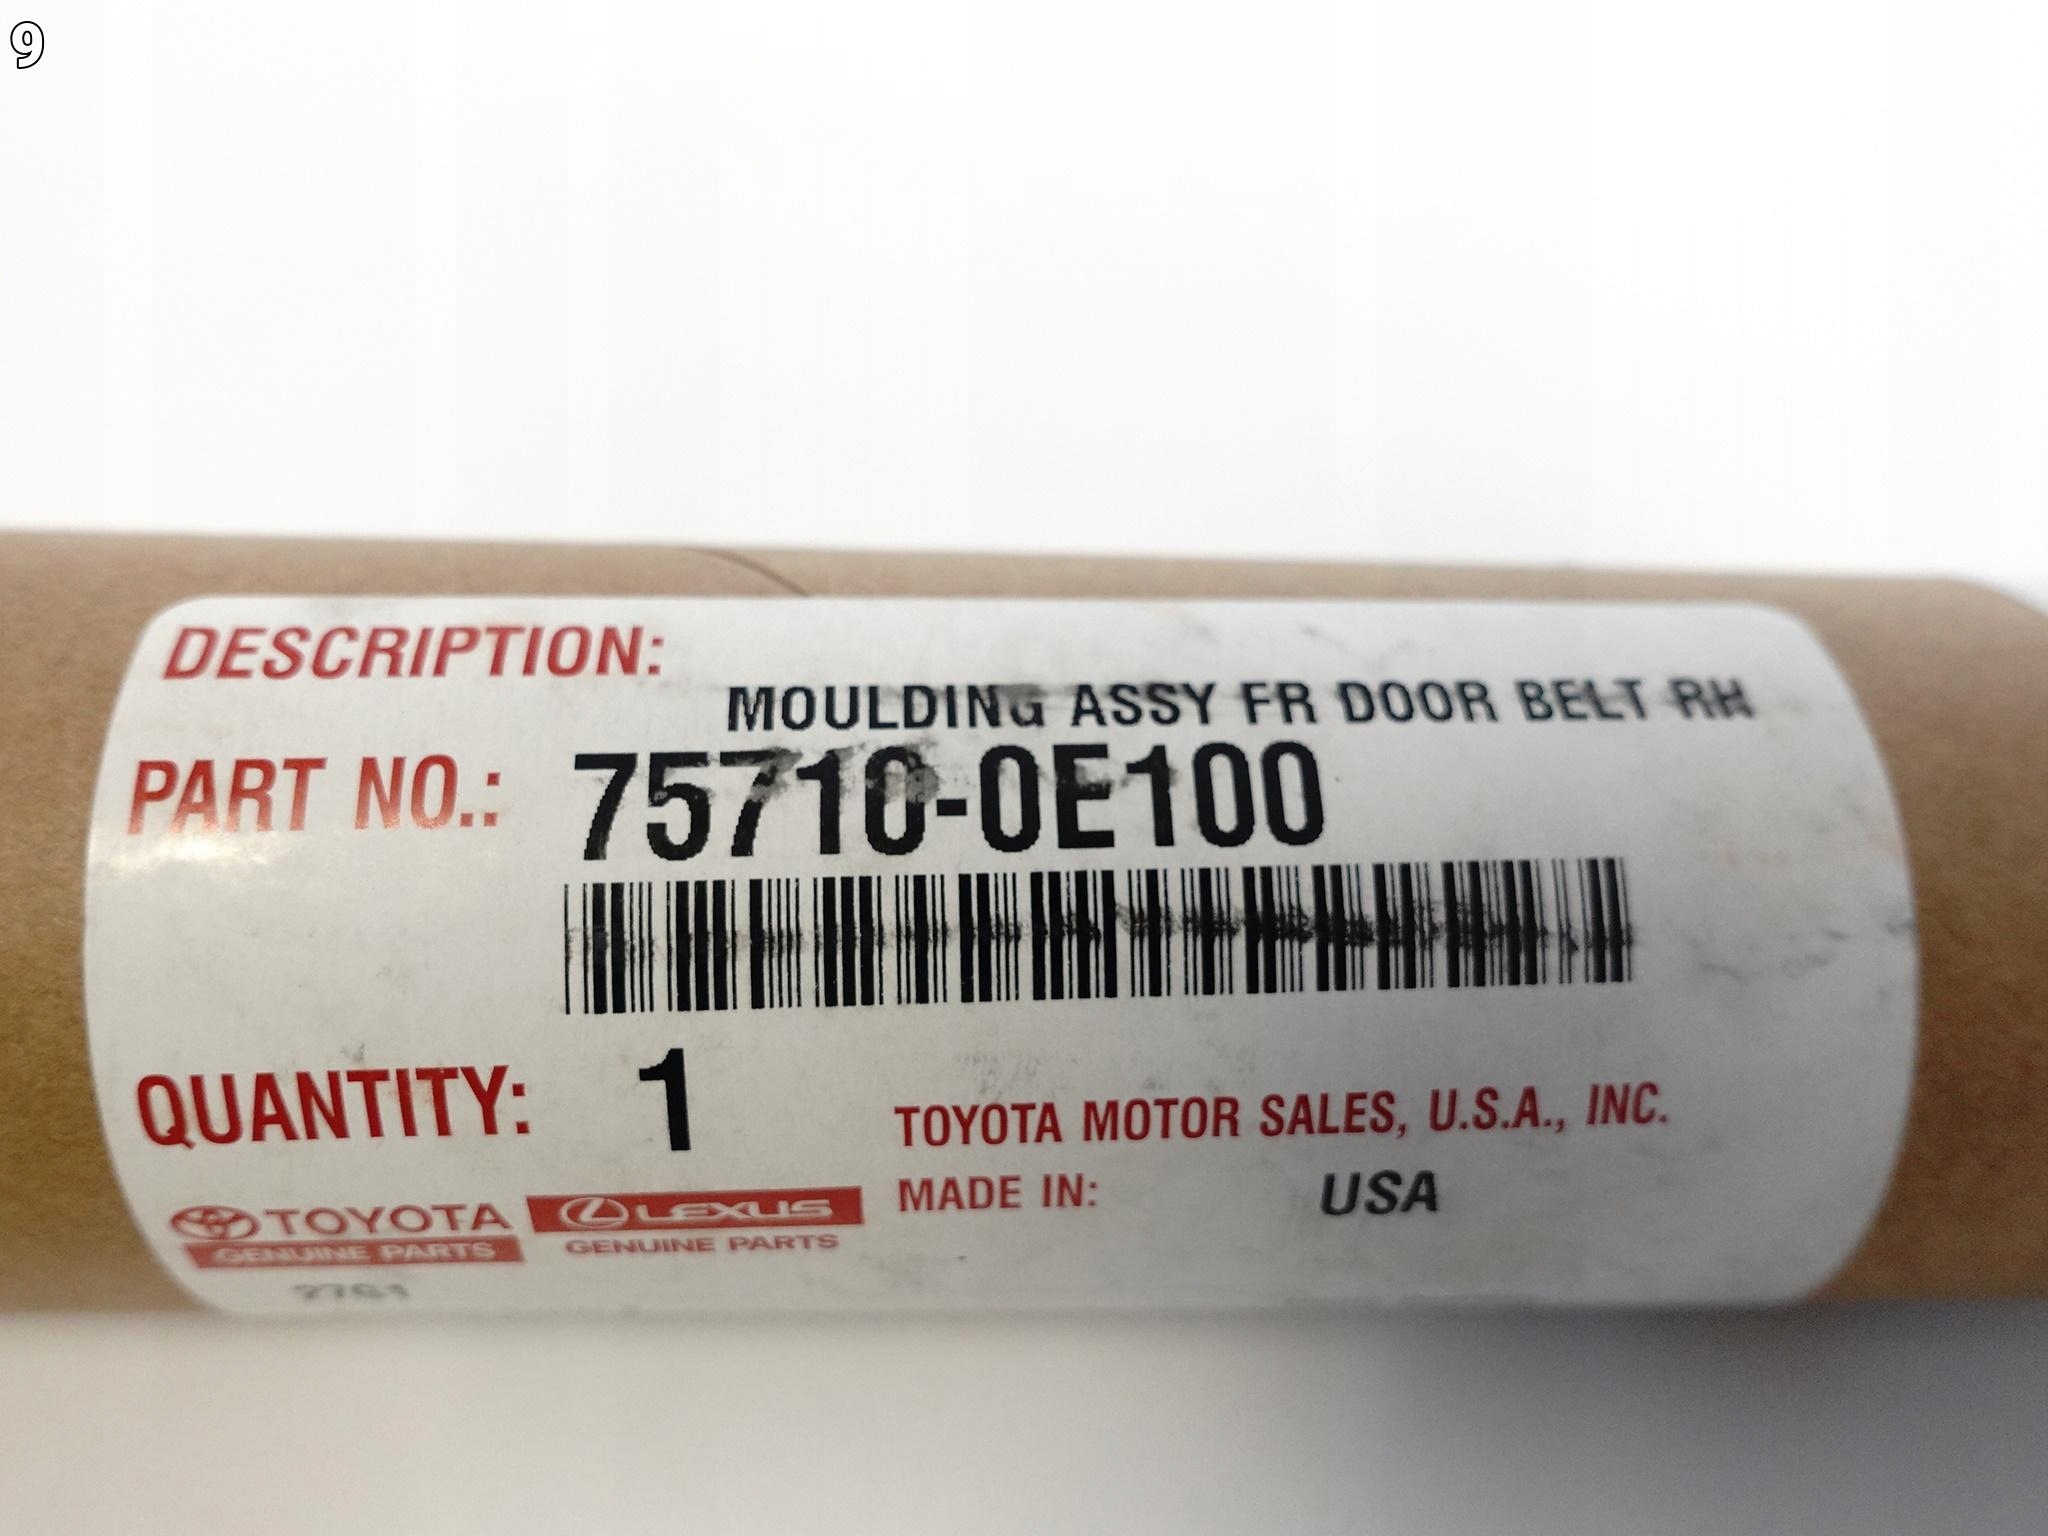 9
DESCRIPTION:
MOULDING ASSY FR DOOR BELT RH
PART NO.: 75710-0E100
QUANTITY: 1
TOYOTA MOTOR SALES, U.S.A., INC.
MADE IN: USA
TOYOTA
GENUINE PARTS
LEXUS
GENUINE PARTS